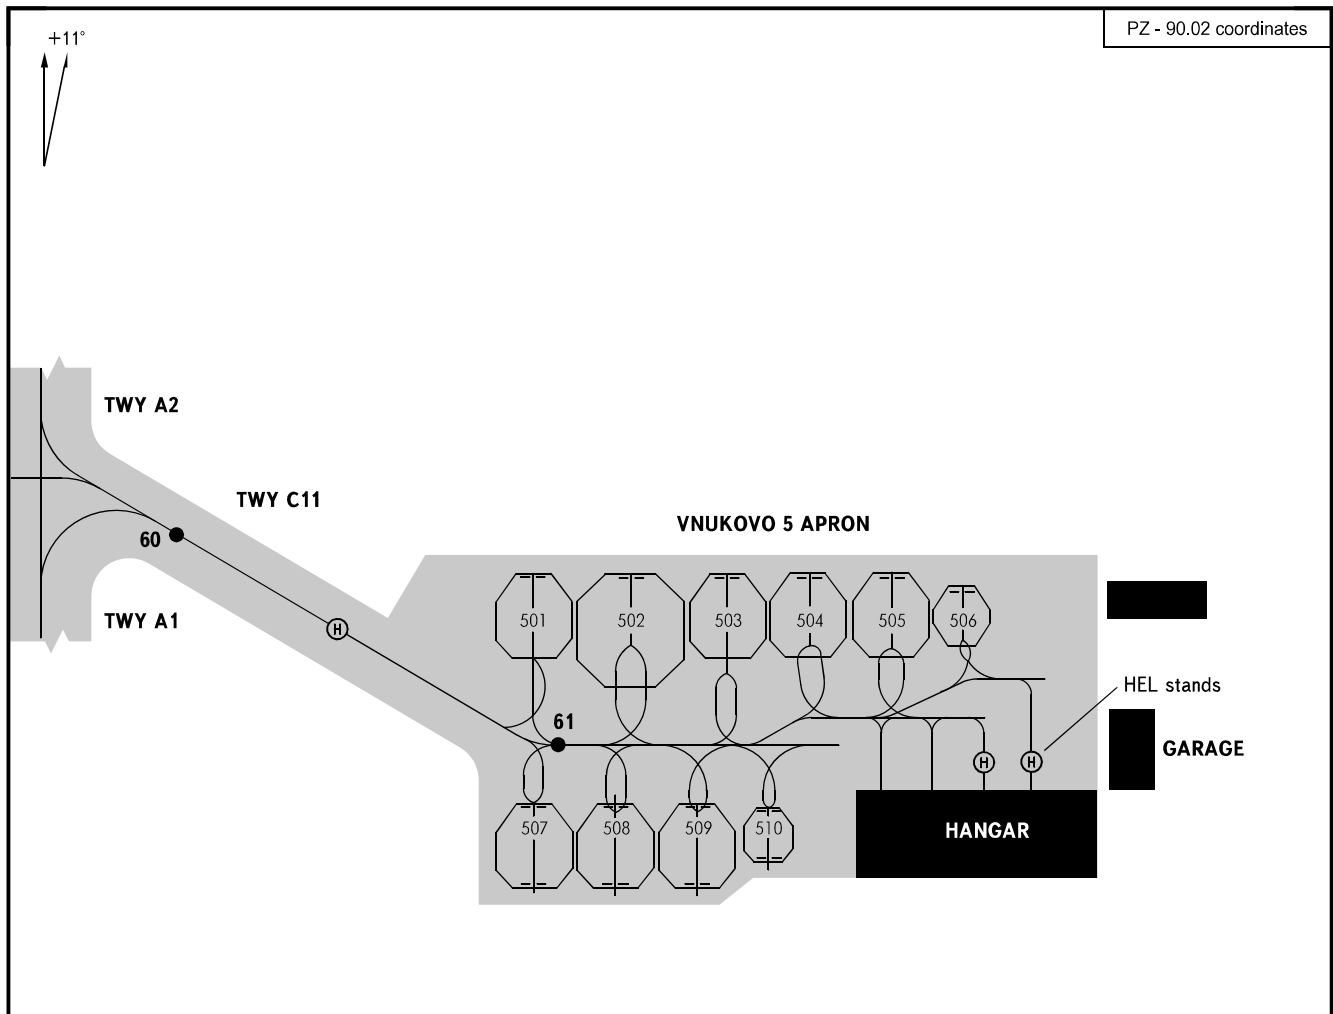 +11°
PZ - 90.02 coordinates
TWY A2
TWY C11
60
TWY A1
H
VNUKOVO 5 APRON
501
502
503
504
505
506
HEL stands
61
GARAGE
H
H
507
508
509
510
HANGAR